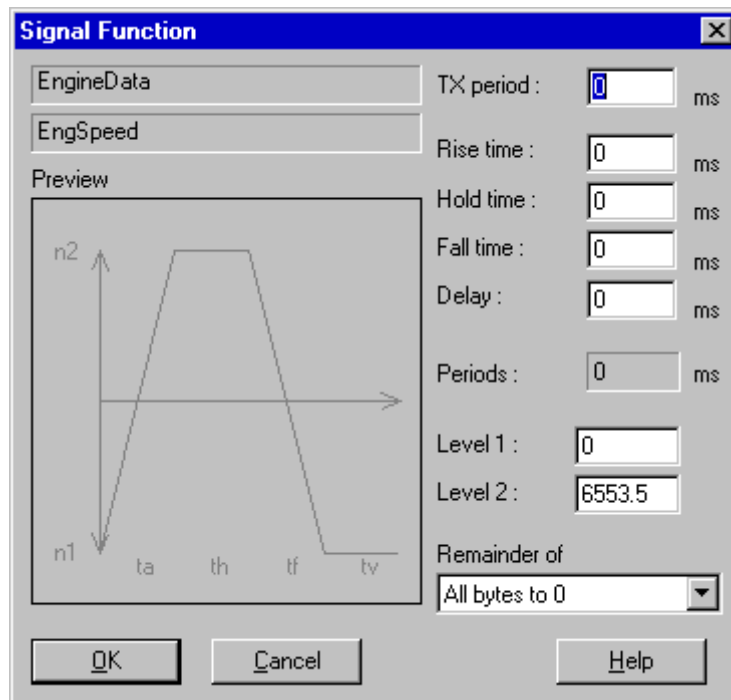 Signal Function
EngineData
EngSpeed
Preview
n2
n1
ta th tf tv
TX period : 0 ms
Rise time : 0 ms
Hold time : 0 ms
Fall time : 0 ms
Delay : 0 ms
Periods : 0 ms
Level 1 : 0
Level 2 : 6553.5
Remainder of
All bytes to 0
OK Cancel Help